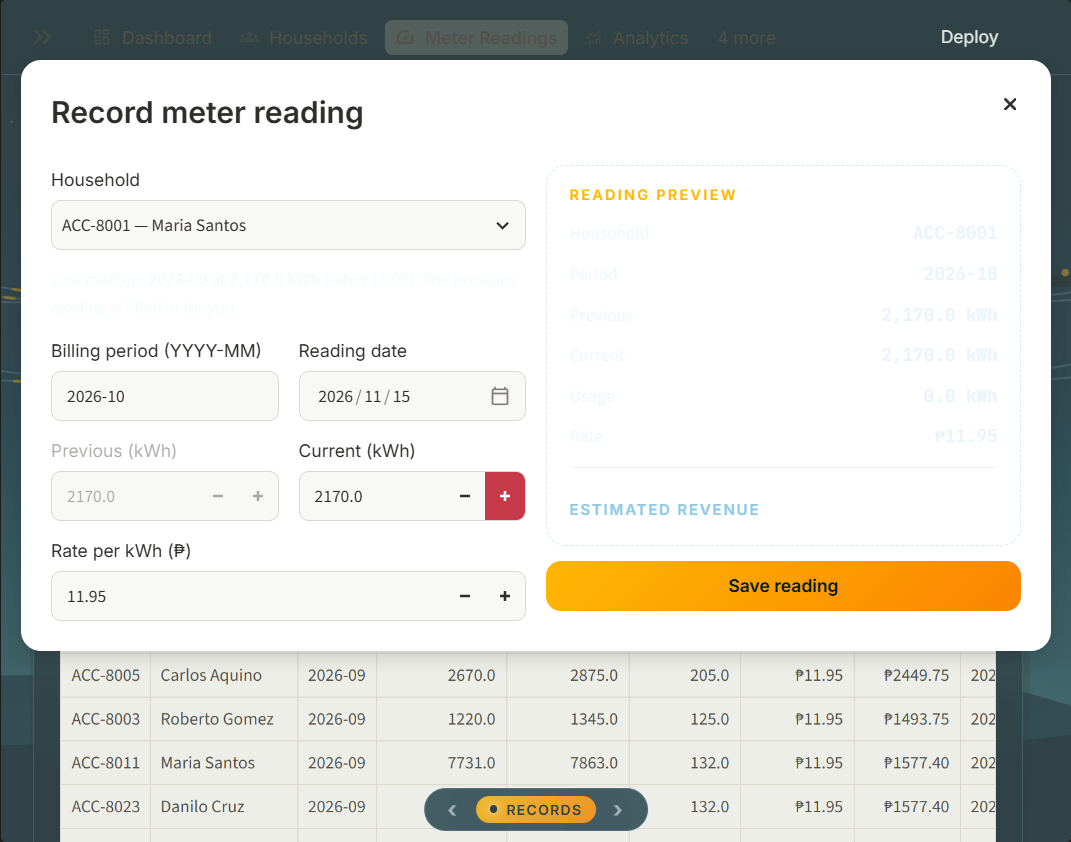 Dashboard Households Meter Readings Analytics 4 more Deploy
Record meter reading
Household
ACC-8001 — Maria Santos
Last reading: 2026-09 at 2,170.0 kWh (rate ₱11.95). The previous
reading is filled in for you.
Billing period (YYYY-MM) Reading date
2026-10 2026/11/15
Previous (kWh) Current (kWh)
2170.0 − + 2170.0 − +
Rate per kWh (₱)
11.95 − +
READING PREVIEW
Household ACC-8001
Period 2026-10
Previous 2,170.0 kWh
Current 2,170.0 kWh
Usage 0.0 kWh
Rate ₱11.95
ESTIMATED REVENUE
Save reading
ACC-8005 Carlos Aquino 2026-09 2670.0 2875.0 205.0 ₱11.95 ₱2449.75 202
ACC-8003 Roberto Gomez 2026-09 1220.0 1345.0 125.0 ₱11.95 ₱1493.75 202
ACC-8011 Maria Santos 2026-09 7731.0 7863.0 132.0 ₱11.95 ₱1577.40 202
ACC-8023 Danilo Cruz 2026-09 132.0 ₱11.95 ₱1577.40 202
RECORDS